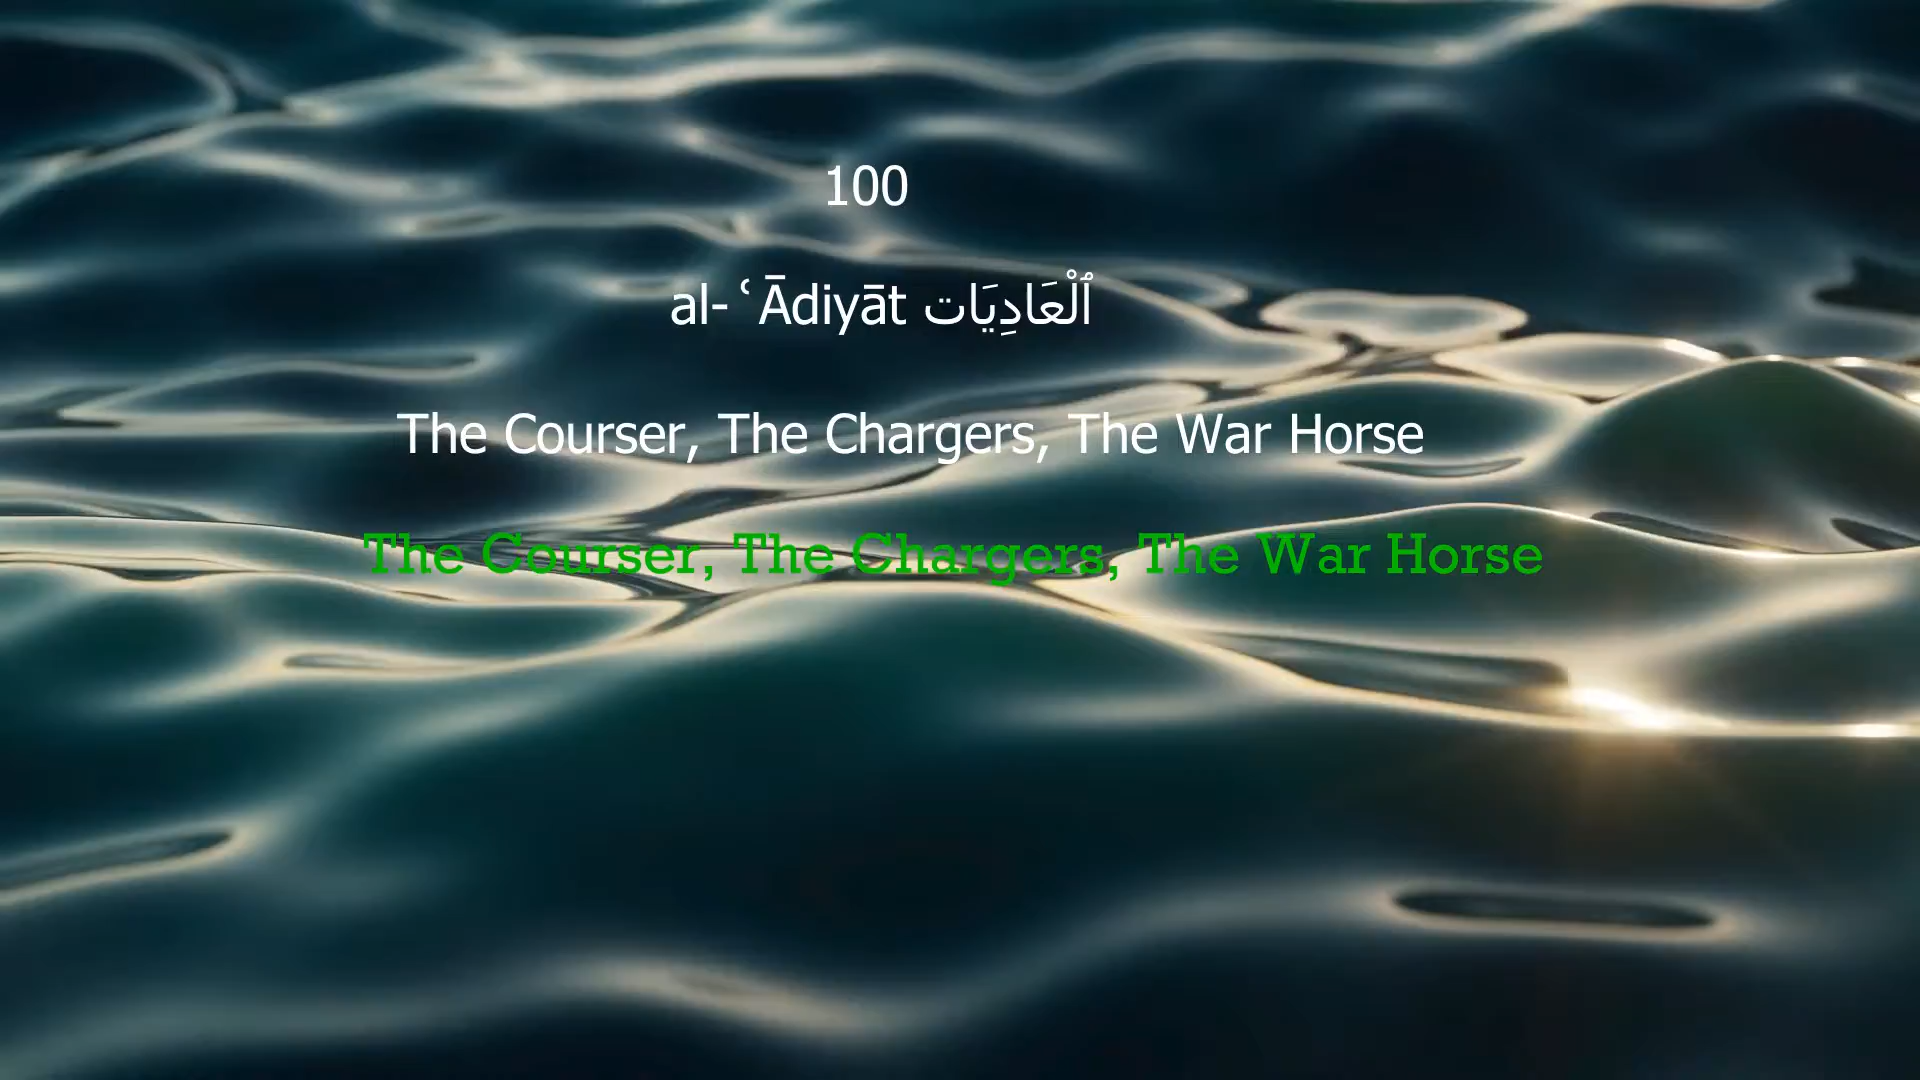 100
al-ʿĀdiyāt ٱلْعَادِيَات
The Courser, The Chargers, The War Horse
The Courser, The Chargers, The War Horse